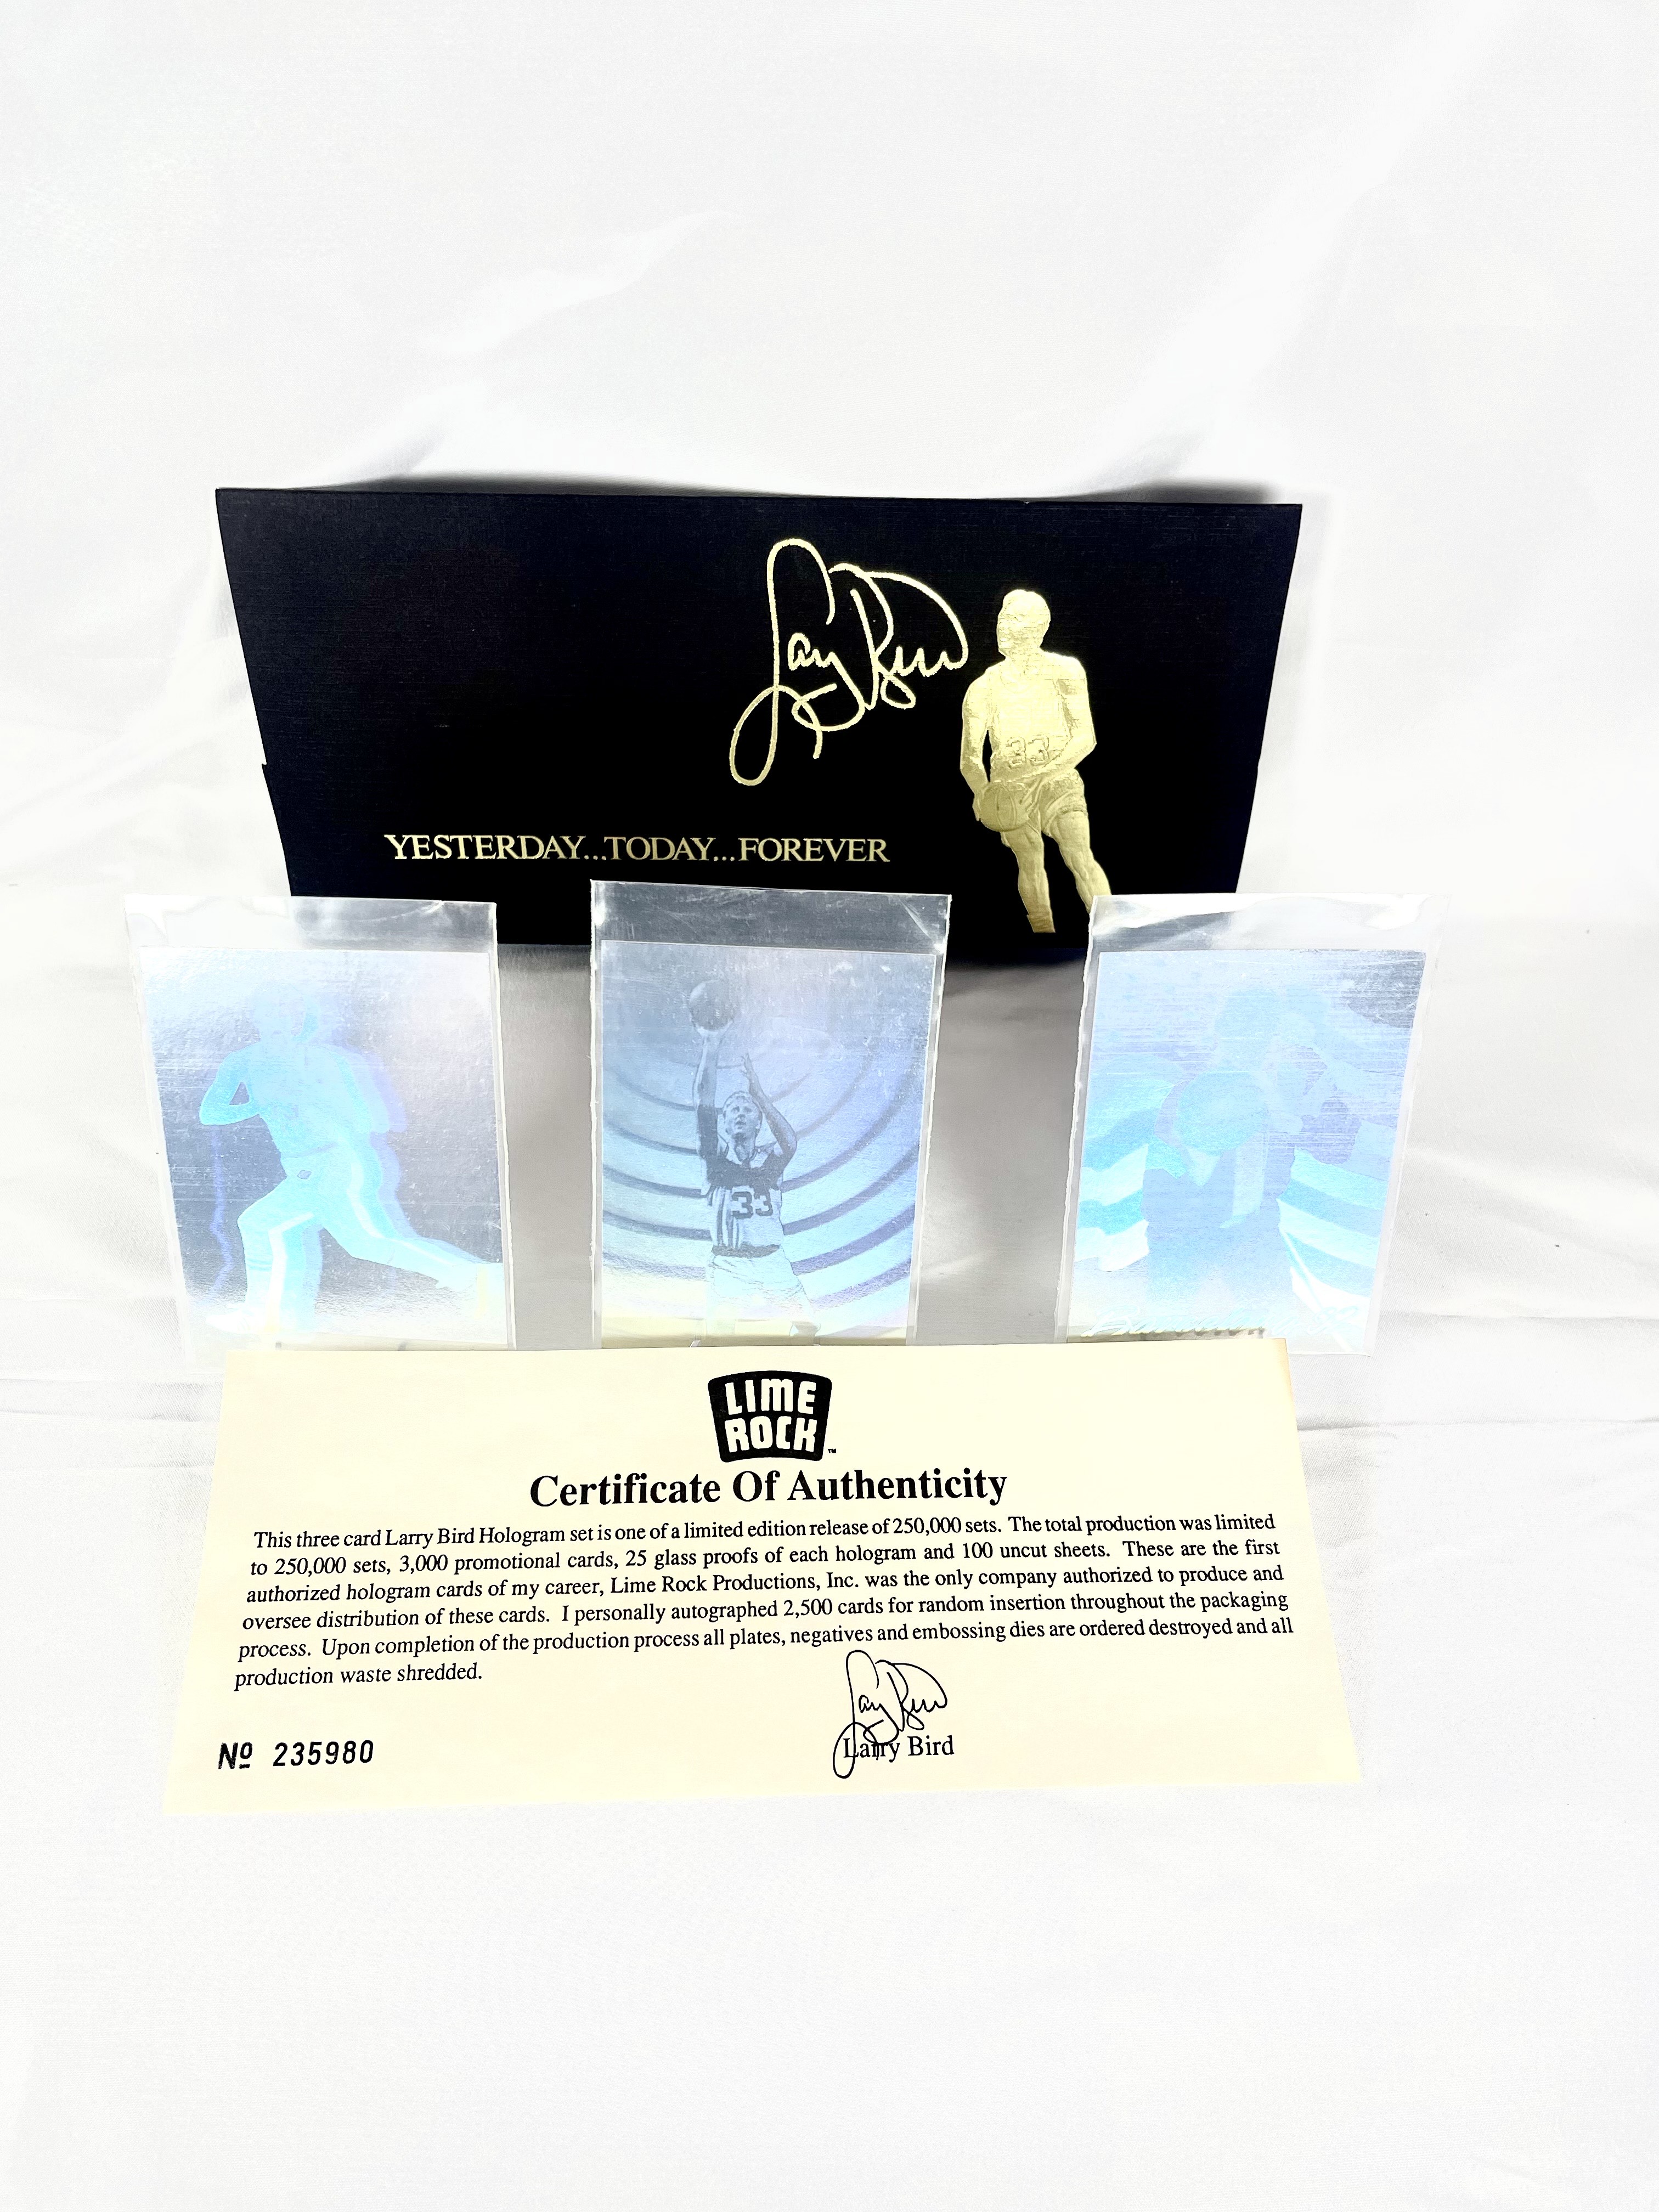 Larry Bird
33
YESTERDAY...TODAY...FOREVER
33
LIME
ROCK™
Certificate Of Authenticity
This three card Larry Bird Hologram set is one of a limited edition release of 250,000 sets. The total production was limited
to 250,000 sets, 3,000 promotional cards, 25 glass proofs of each hologram and 100 uncut sheets. These are the first
authorized hologram cards of my career, Lime Rock Productions, Inc. was the only company authorized to produce and
oversee distribution of these cards. I personally autographed 2,500 cards for random insertion throughout the packaging
process. Upon completion of the production process all plates, negatives and embossing dies are ordered destroyed and all
production waste shredded.
Larry Bird
Nº 235980
Larry Bird